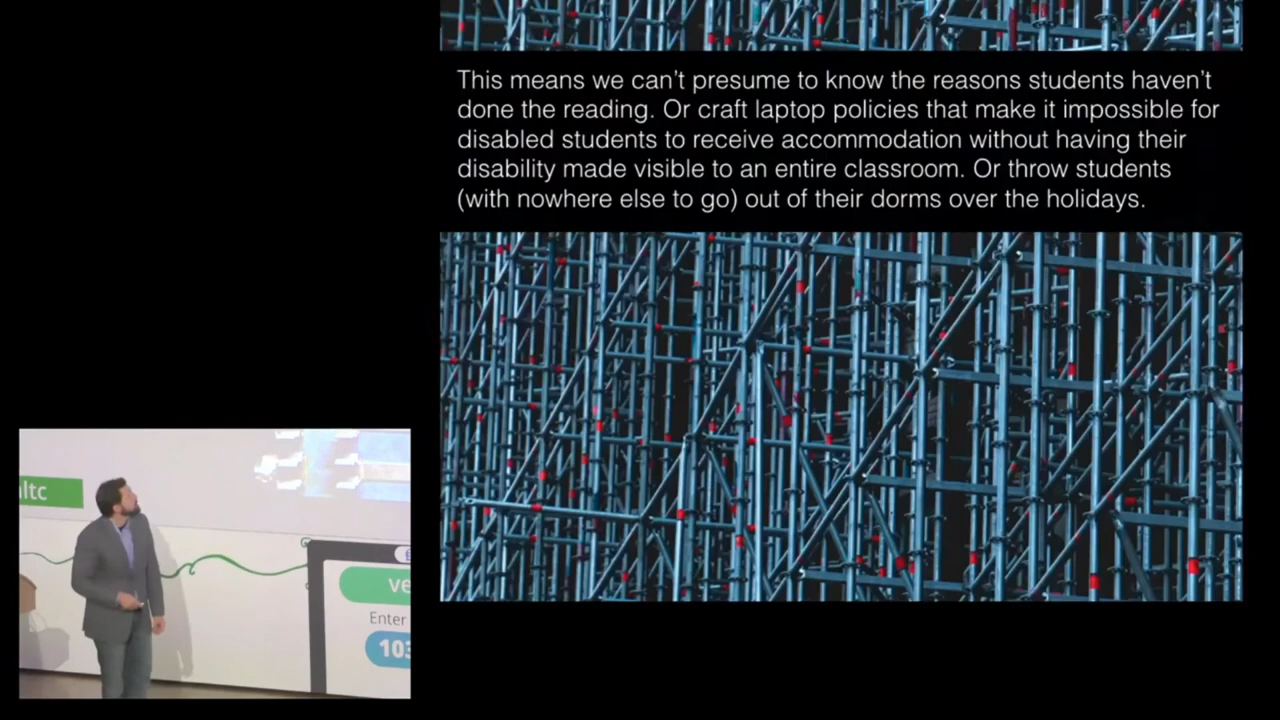 This means we can't presume to know the reasons students haven't
done the reading. Or craft laptop policies that make it impossible for
disabled students to receive accommodation without having their
disability made visible to an entire classroom. Or throw students
(with nowhere else to go) out of their dorms over the holidays.
ltc
ve
Enter
103